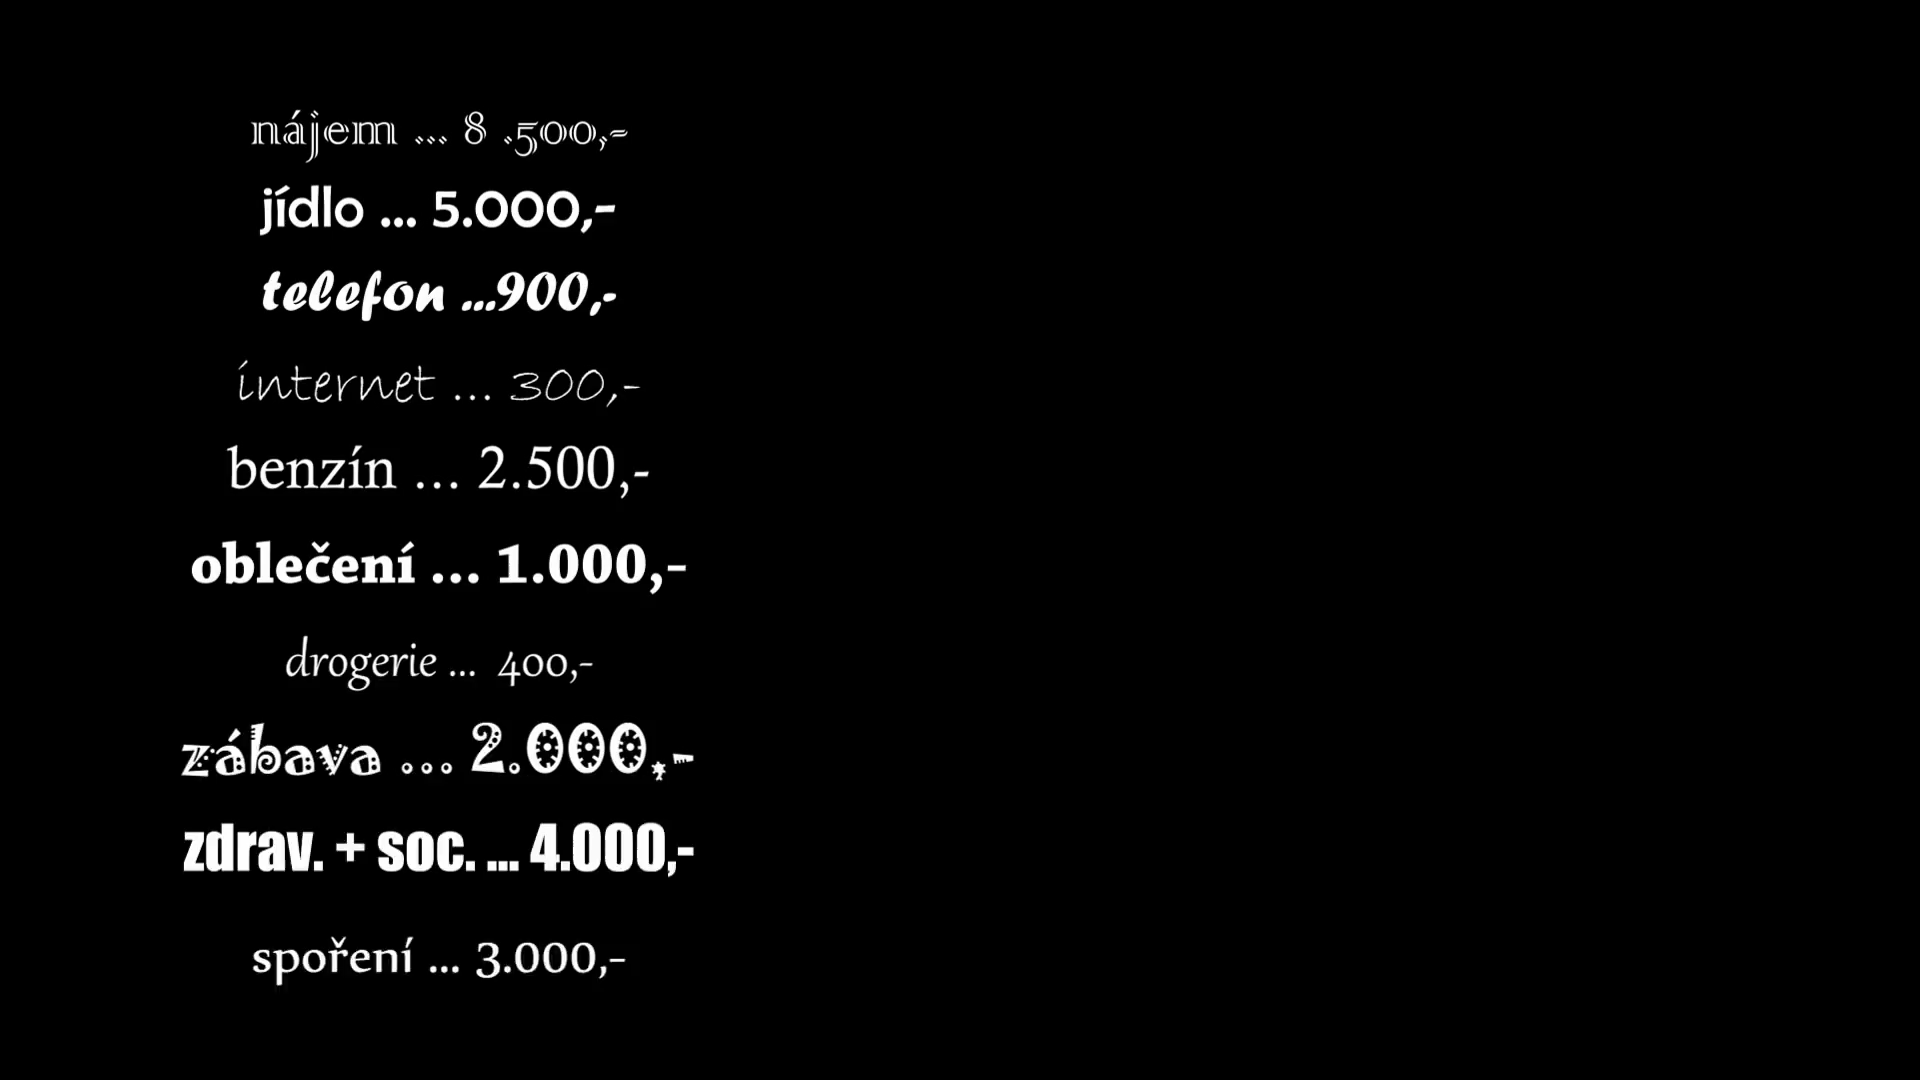 nájem ... 8 .500,-
jídlo ... 5.000,-
telefon ...900,-
internet ... 300,-
benzín ... 2.500,-
oblečení ... 1.000,-
drogerie ... 400,-
zábava ... 2.000,-
zdrav. + soc. ... 4.000,-
spoření ... 3.000,-